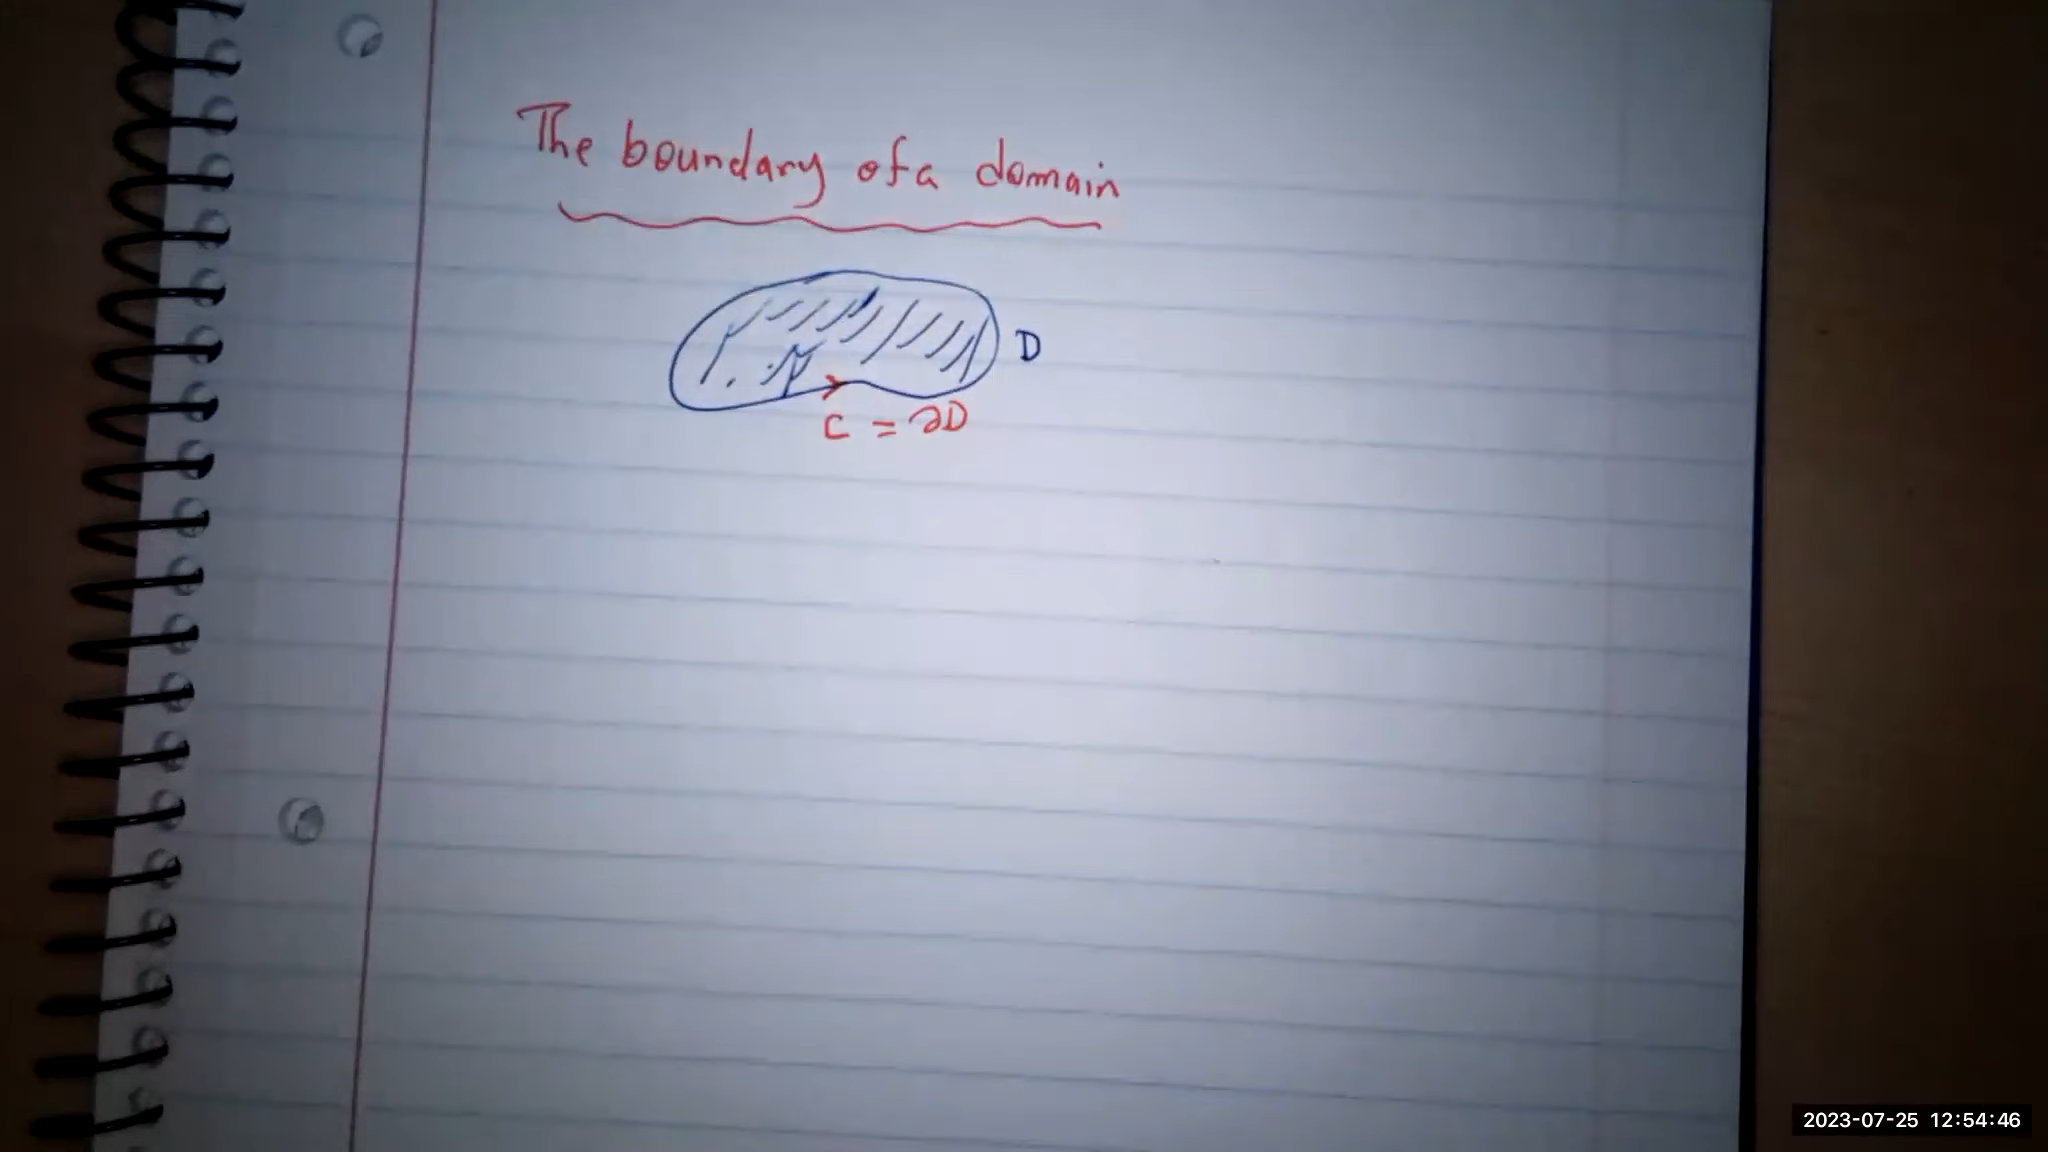 The boundary of a domain
D
C = ∂D
2023-07-25 12:54:46